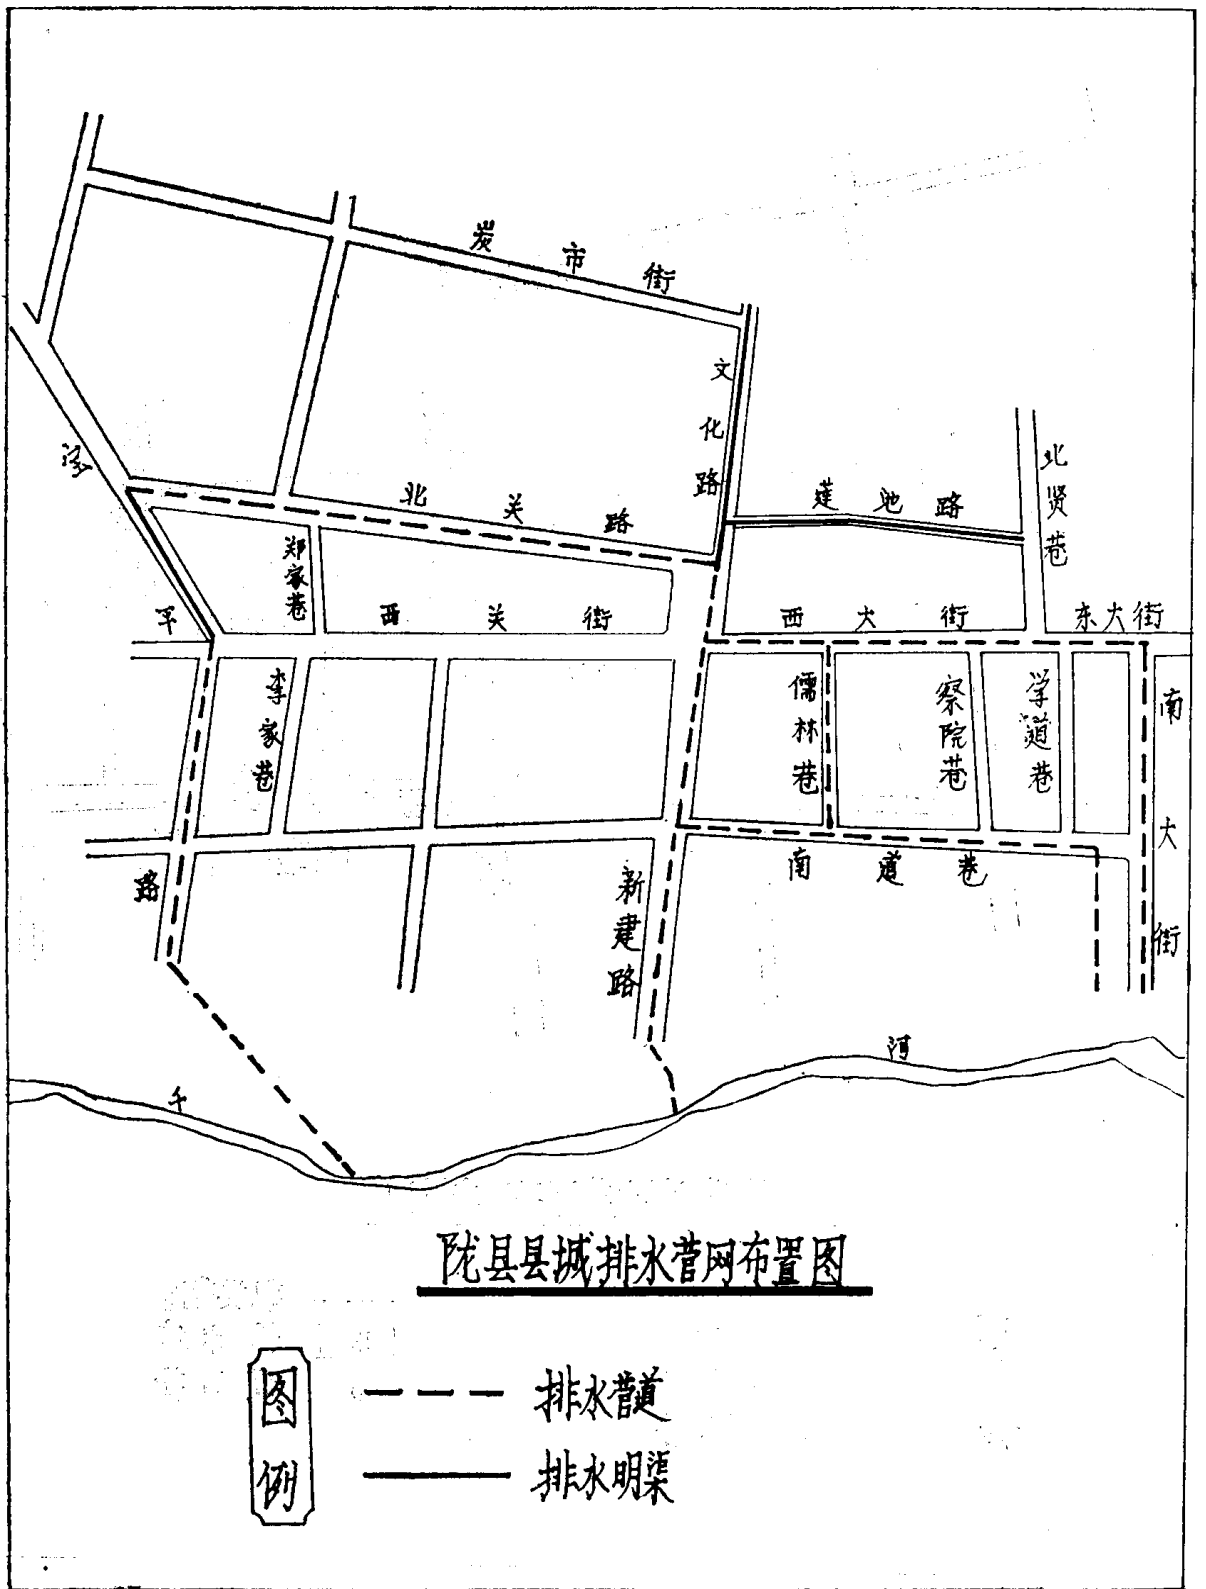 炭市街
文化路
北关路
莲池路
北贤巷
宝平路
郑家巷
西关街
西大街
东大街
李家巷
儒林巷
察院巷
学道巷
南大街
南道巷
新建路
千河
陇县县城排水管网布置图
图例
排水管道
排水明渠